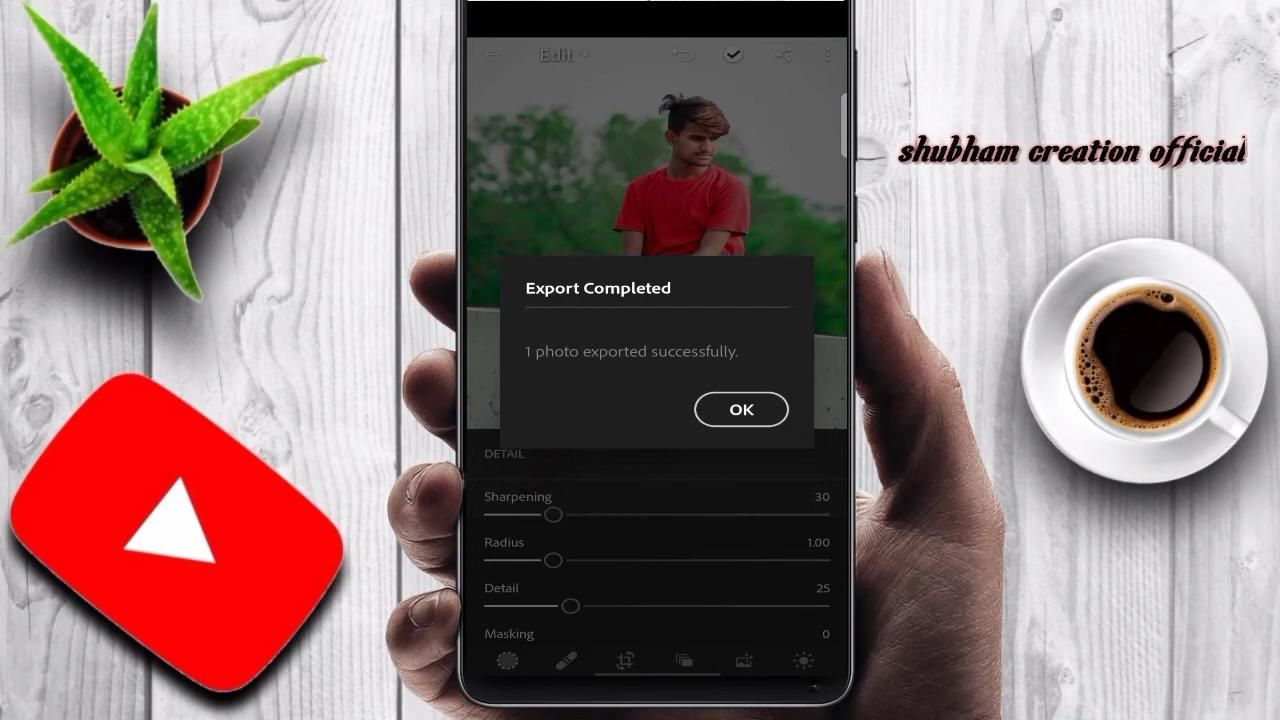 Edit
shubham creation official
Export Completed
1 photo exported successfully.
OK
DETAIL
Sharpening 30
Radius 1.00
Detail 25
Masking 0